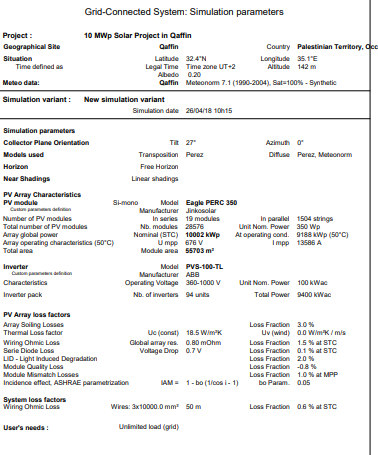 Grid-Connected System: Simulation parameters
Project : 10 MWp Solar Project in Qaffin
Geographical Site Qaffin Country Palestinian Territory, Occ
Situation Latitude 32.4°N Longitude 35.1°E
Time defined as Legal Time Time zone UT+2 Altitude 142 m
Albedo 0.20
Meteo data: Qaffin Meteonorm 7.1 (1990-2004), Sat=100% - Synthetic
Simulation variant : New simulation variant
Simulation date 26/04/18 10h15
Simulation parameters
Collector Plane Orientation Tilt 27° Azimuth 0°
Models used Transposition Perez Diffuse Perez, Meteonorm
Horizon Free Horizon
Near Shadings Linear shadings
PV Array Characteristics
PV module Si-mono Model Eagle PERC 350
Custom parameters definition Manufacturer Jinkosolar
Number of PV modules In series 19 modules In parallel 1504 strings
Total number of PV modules Nb. modules 28576 Unit Nom. Power 350 Wp
Array global power Nominal (STC) 10002 kWp At operating cond. 9188 kWp (50°C)
Array operating characteristics (50°C) U mpp 676 V I mpp 13586 A
Total area Module area 55703 m²
Inverter Model PVS-100-TL
Custom parameters definition Manufacturer ABB
Characteristics Operating Voltage 360-1000 V Unit Nom. Power 100 kWac
Inverter pack Nb. of inverters 94 units Total Power 9400 kWac
PV Array loss factors
Array Soiling Losses Loss Fraction 3.0 %
Thermal Loss factor Uc (const) 18.5 W/m²K Uv (wind) 0.0 W/m²K / m/s
Wiring Ohmic Loss Global array res. 0.80 mOhm Loss Fraction 1.5 % at STC
Serie Diode Loss Voltage Drop 0.7 V Loss Fraction 0.1 % at STC
LID - Light Induced Degradation Loss Fraction 2.0 %
Module Quality Loss Loss Fraction -0.8 %
Module Mismatch Losses Loss Fraction 1.0 % at MPP
Incidence effect, ASHRAE parametrization IAM = 1 - bo (1/cos i - 1) bo Param. 0.05
System loss factors
Wiring Ohmic Loss Wires: 3x10000.0 mm² 50 m Loss Fraction 0.6 % at STC
User's needs : Unlimited load (grid)